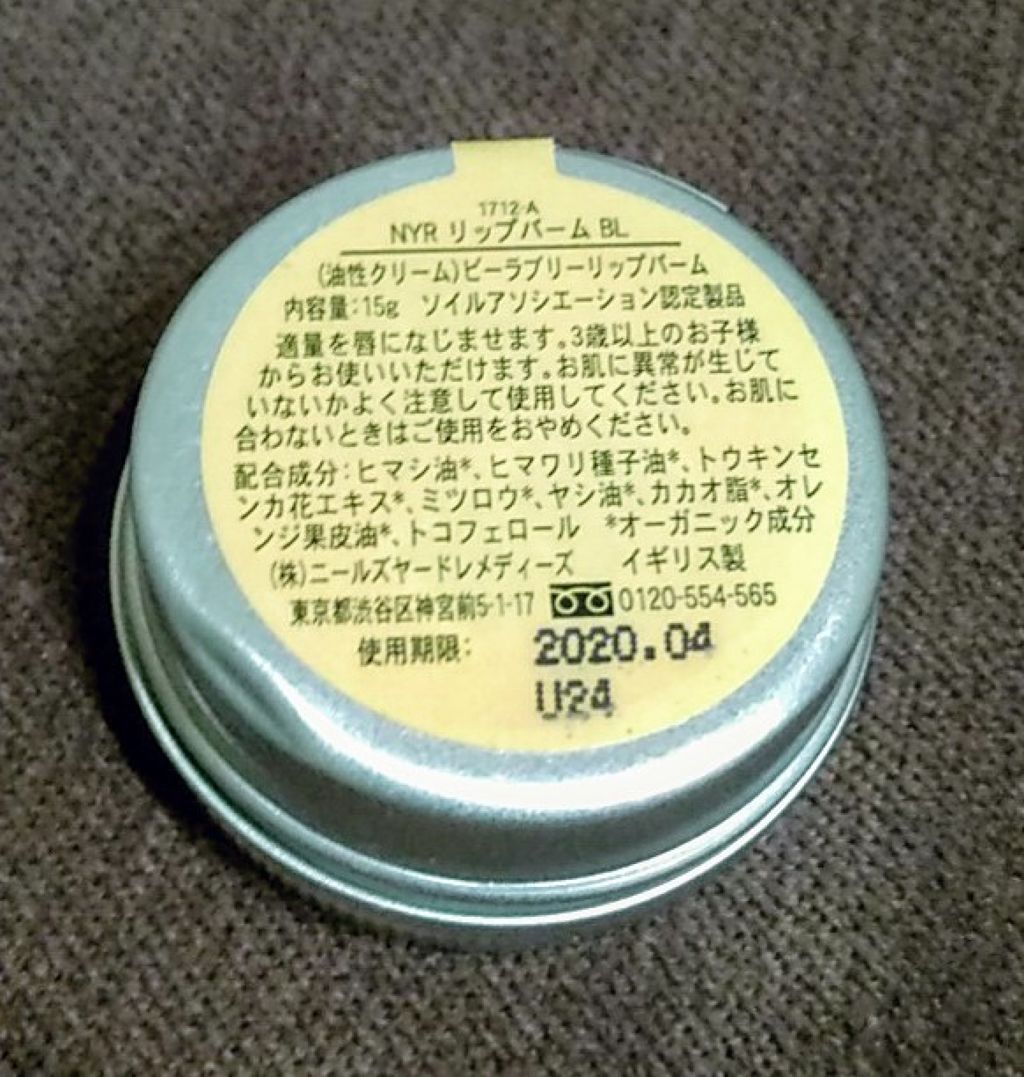 1712-A
NYR リップバーム BL
(油性クリーム)ビーラブリーリップバーム
内容量:15g ソイルアソシエーション認定製品
適量を唇になじませます。3歳以上のお子様
からお使いいただけます。お肌に異常が生じて
いないかよく注意して使用してください。お肌に
合わないときはご使用をおやめください。
配合成分:ヒマシ油*、ヒマワリ種子油*、トウキンセ
ンカ花エキス*、ミツロウ*、ヤシ油*、カカオ脂*、オレ
ンジ果皮油*、トコフェロール *オーガニック成分
(株)ニールズヤードレメディーズ イギリス製
東京都渋谷区神宮前5-1-17 0120-554-565
使用期限: 2020.04
U24